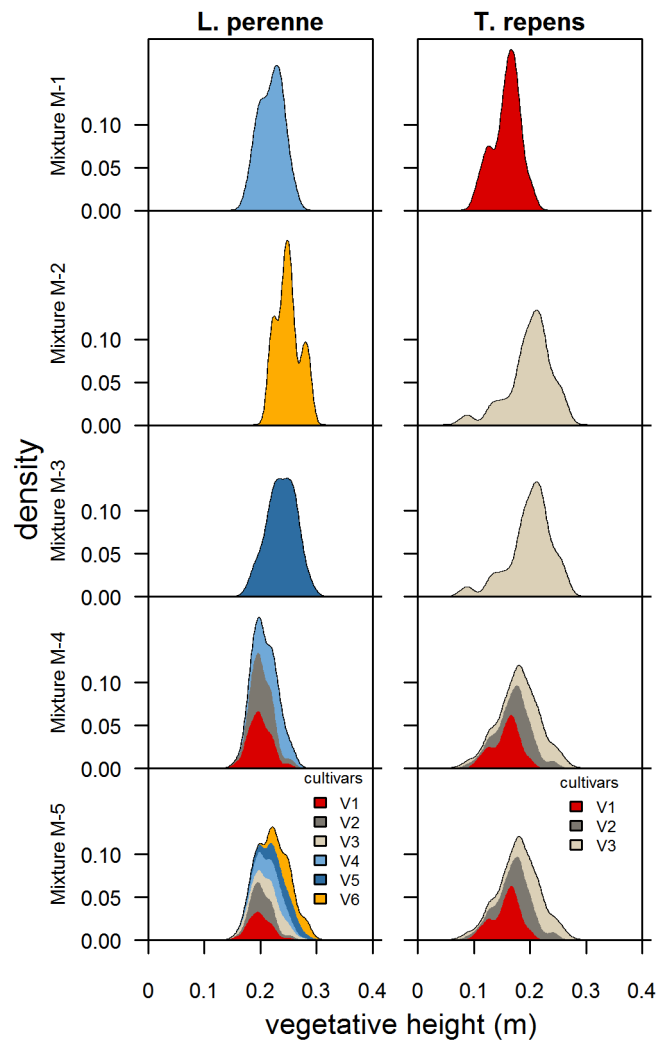 L. perenne
T. repens
Mixture M-1
0.10
0.05
0.00
Mixture M-2
0.10
0.05
0.00
density
Mixture M-3
0.10
0.05
0.00
Mixture M-4
0.10
0.05
0.00
Mixture M-5
0.10
0.05
0.00
cultivars
V1
V2
V3
V4
V5
V6
cultivars
V1
V2
V3
0 0.1 0.2 0.3 0.4
0 0.1 0.2 0.3 0.4
vegetative height (m)